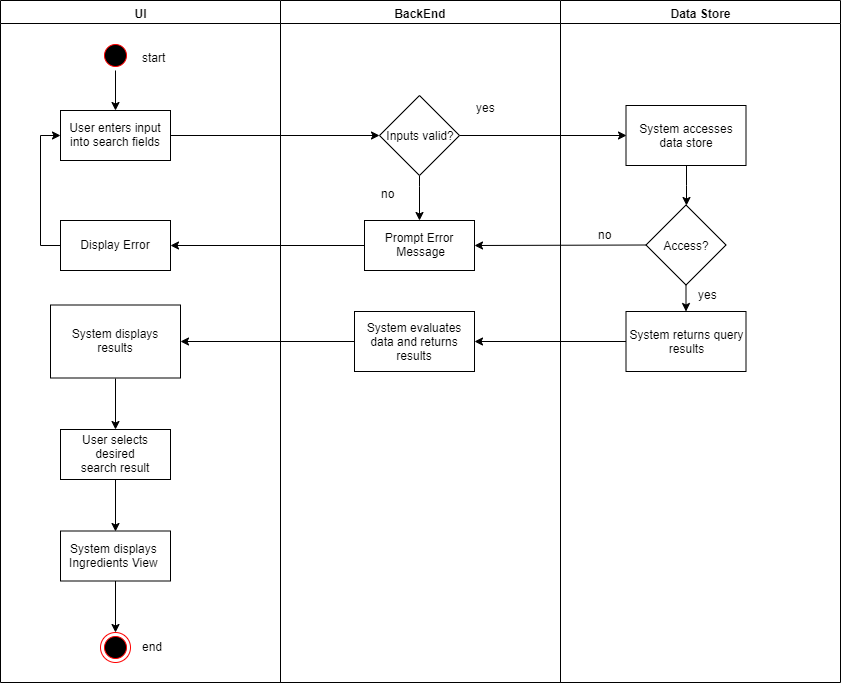 UI
BackEnd
Data Store
start
User enters input
into search fields
Inputs valid?
yes
System accesses
data store
no
Display Error
Prompt Error
Message
no
Access?
yes
System displays
results
System evaluates
data and returns
results
System returns query
results
User selects
desired
search result
System displays
Ingredients View
end